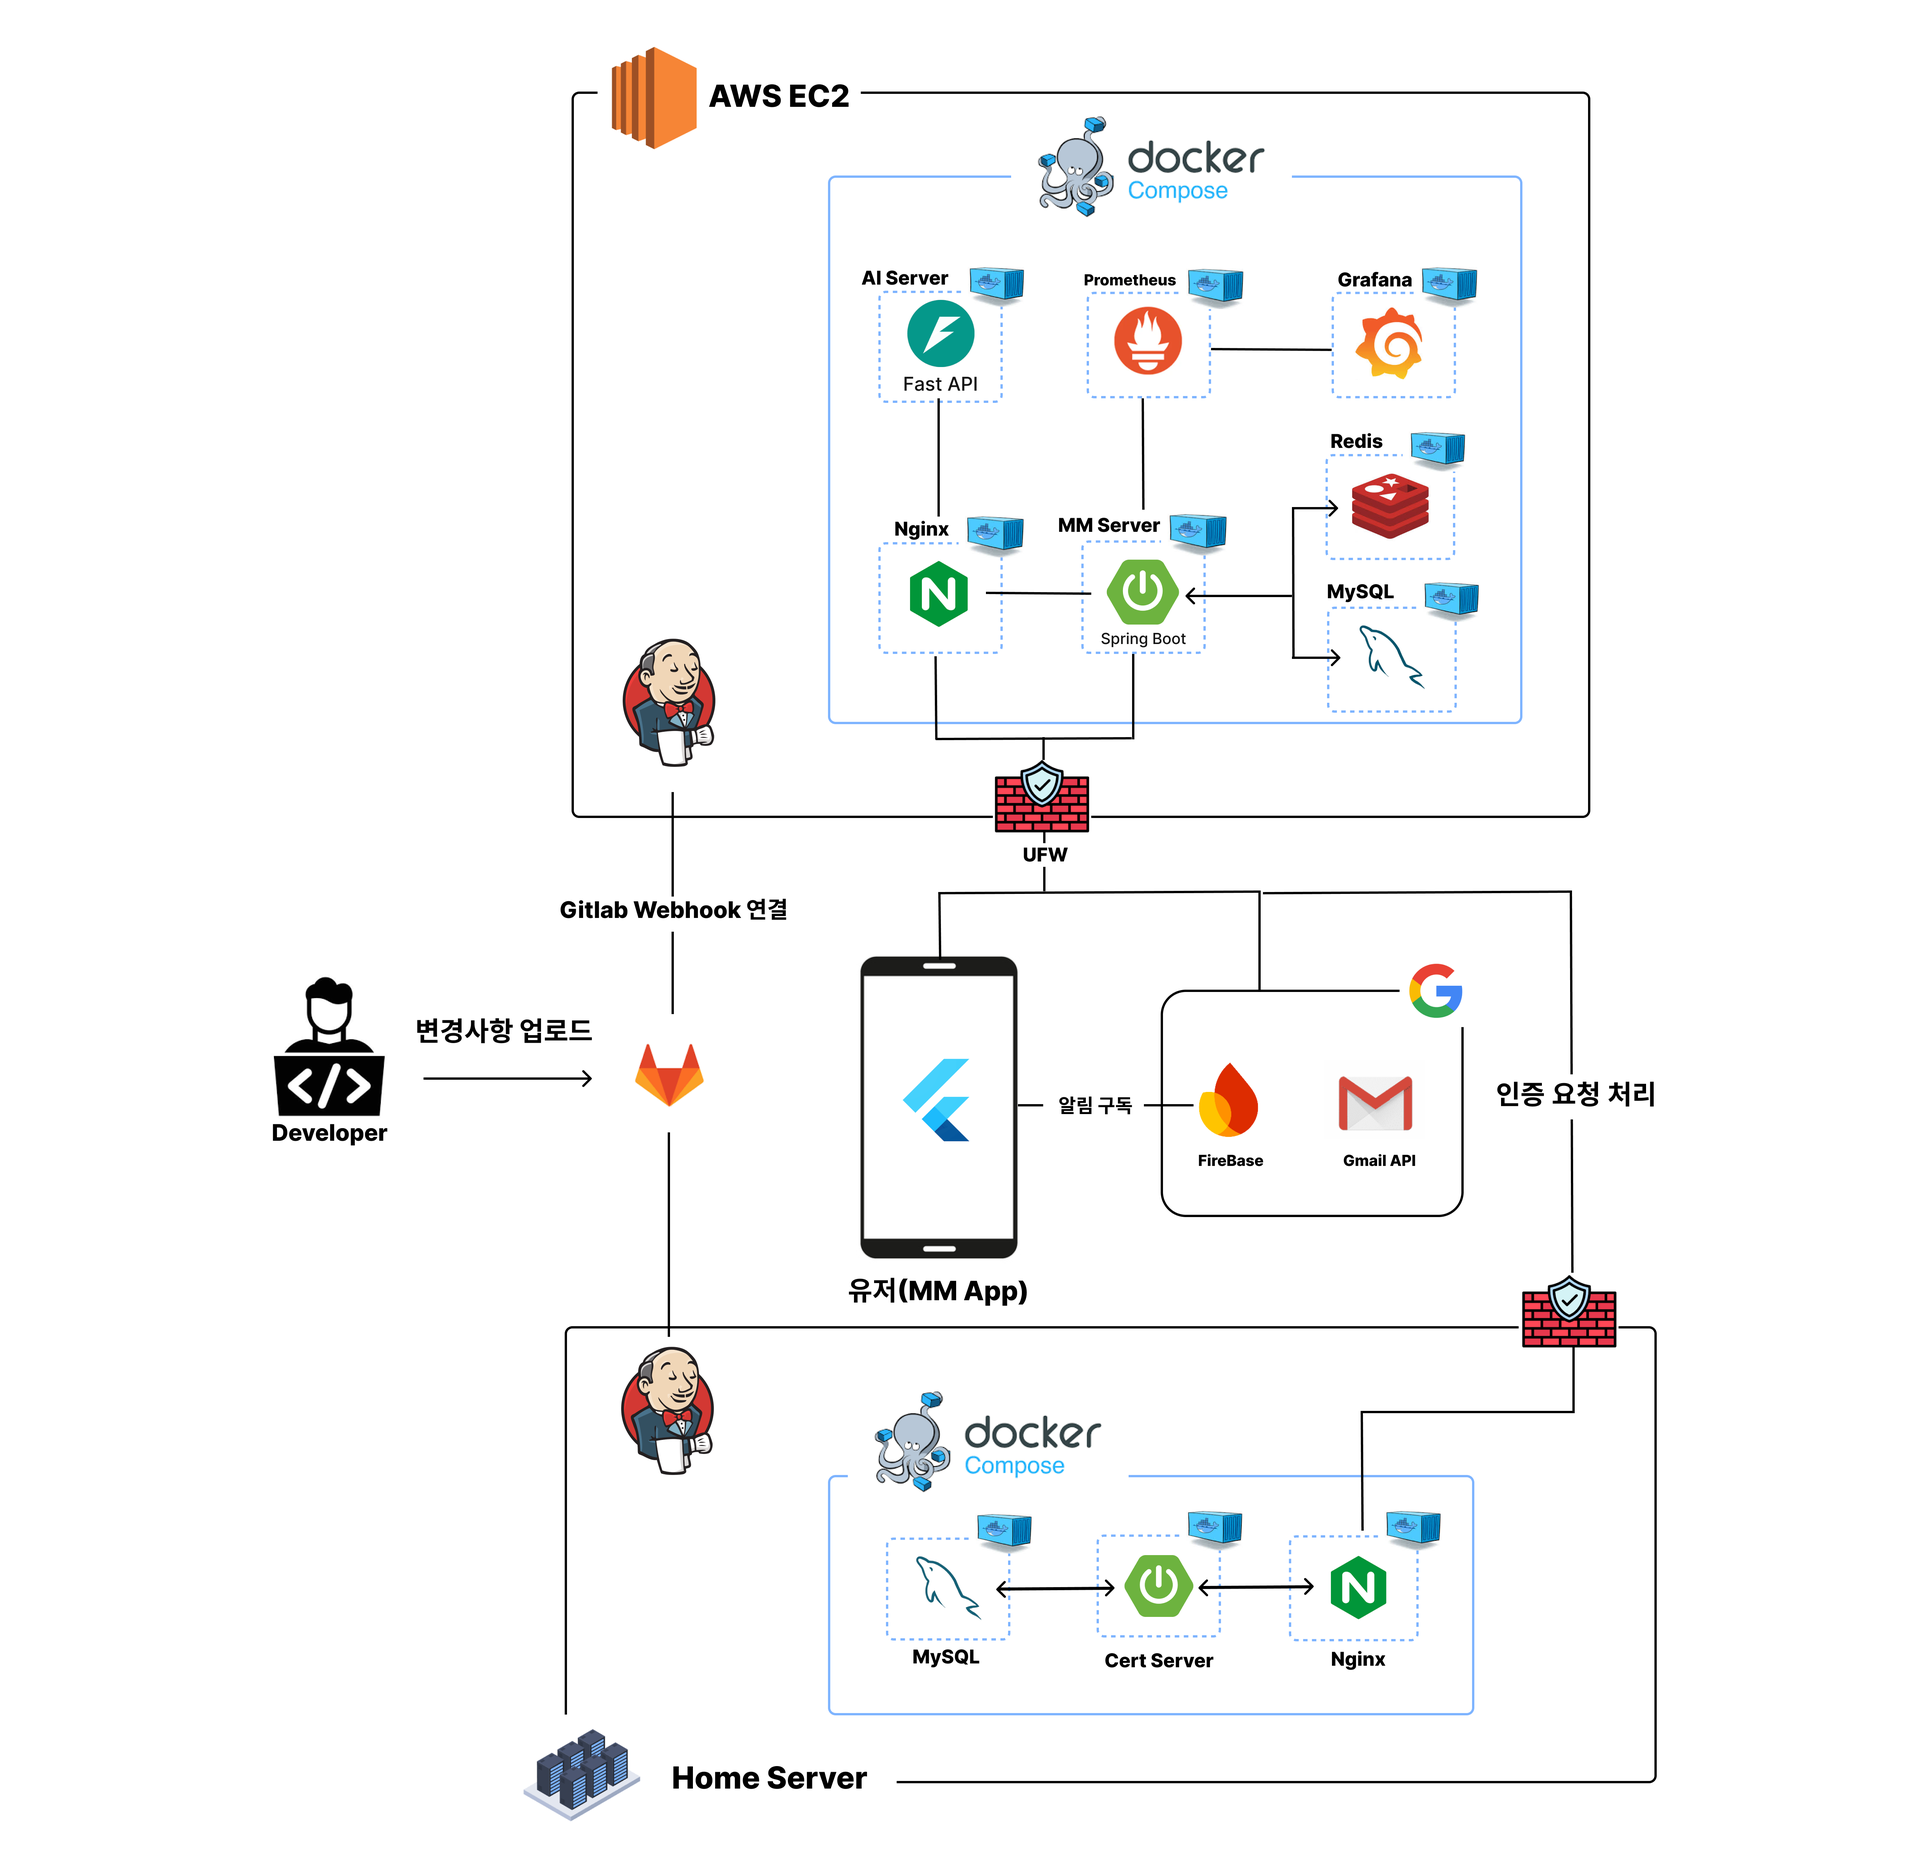 AWS EC2
docker
Compose
AI Server
Prometheus
Grafana
Fast API
Redis
Nginx
MM Server
MySQL
Spring Boot
UFW
Gitlab Webhook 연결
변경사항 업로드
Developer
알림 구독
FireBase
Gmail API
인증 요청 처리
유저(MM App)
docker
Compose
MySQL
Cert Server
Nginx
Home Server